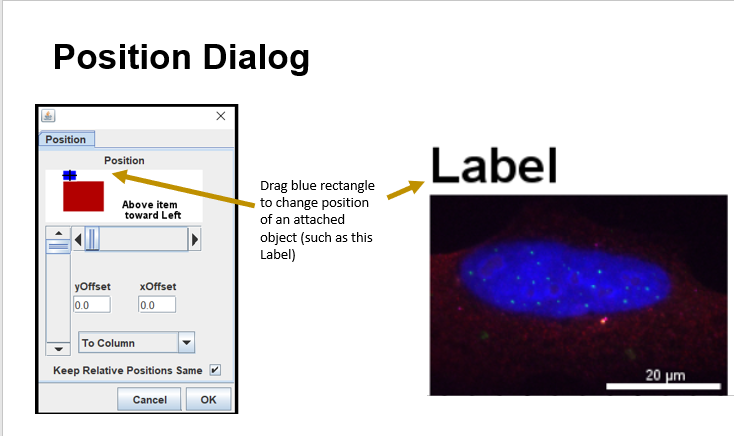 Position Dialog
Position
Position
Above item
toward Left
yOffset xOffset
0.0 0.0
To Column
Keep Relative Positions Same
Cancel OK
Drag blue rectangle
to change position
of an attached
object (such as this
Label)
Label
20 µm